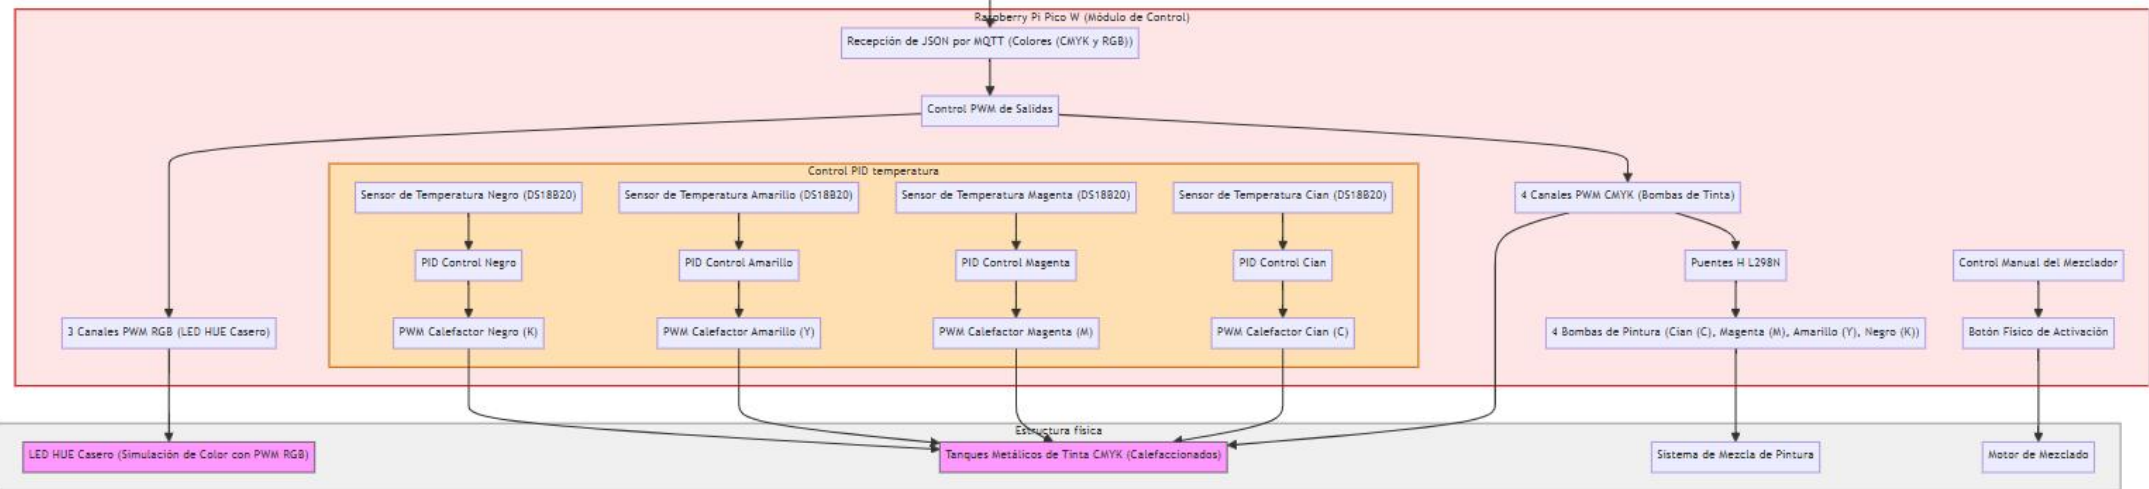 Raspberry Pi Pico W (Módulo de Control)
Recepción de JSON por MQTT (Colores (CMYK y RGB))
Control PWM de Salidas
Control PID temperatura
Sensor de Temperatura Negro (DS18B20)
Sensor de Temperatura Amarillo (DS18B20)
Sensor de Temperatura Magenta (DS18B20)
Sensor de Temperatura Cian (DS18B20)
4 Canales PWM CMYK (Bombas de Tinta)
PID Control Negro
PID Control Amarillo
PID Control Magenta
PID Control Cian
Puentes H L298N
Control Manual del Mezclador
3 Canales PWM RGB (LED HUE Casero)
PWM Calefactor Negro (K)
PWM Calefactor Amarillo (Y)
PWM Calefactor Magenta (M)
PWM Calefactor Cian (C)
4 Bombas de Pintura (Cian (C), Magenta (M), Amarillo (Y), Negro (K))
Botón Físico de Activación
Estructura física
LED HUE Casero (Simulación de Color con PWM RGB)
Tanques Metálicos de Tinta CMYK (Calefaccionados)
Sistema de Mezcla de Pintura
Motor de Mezclado